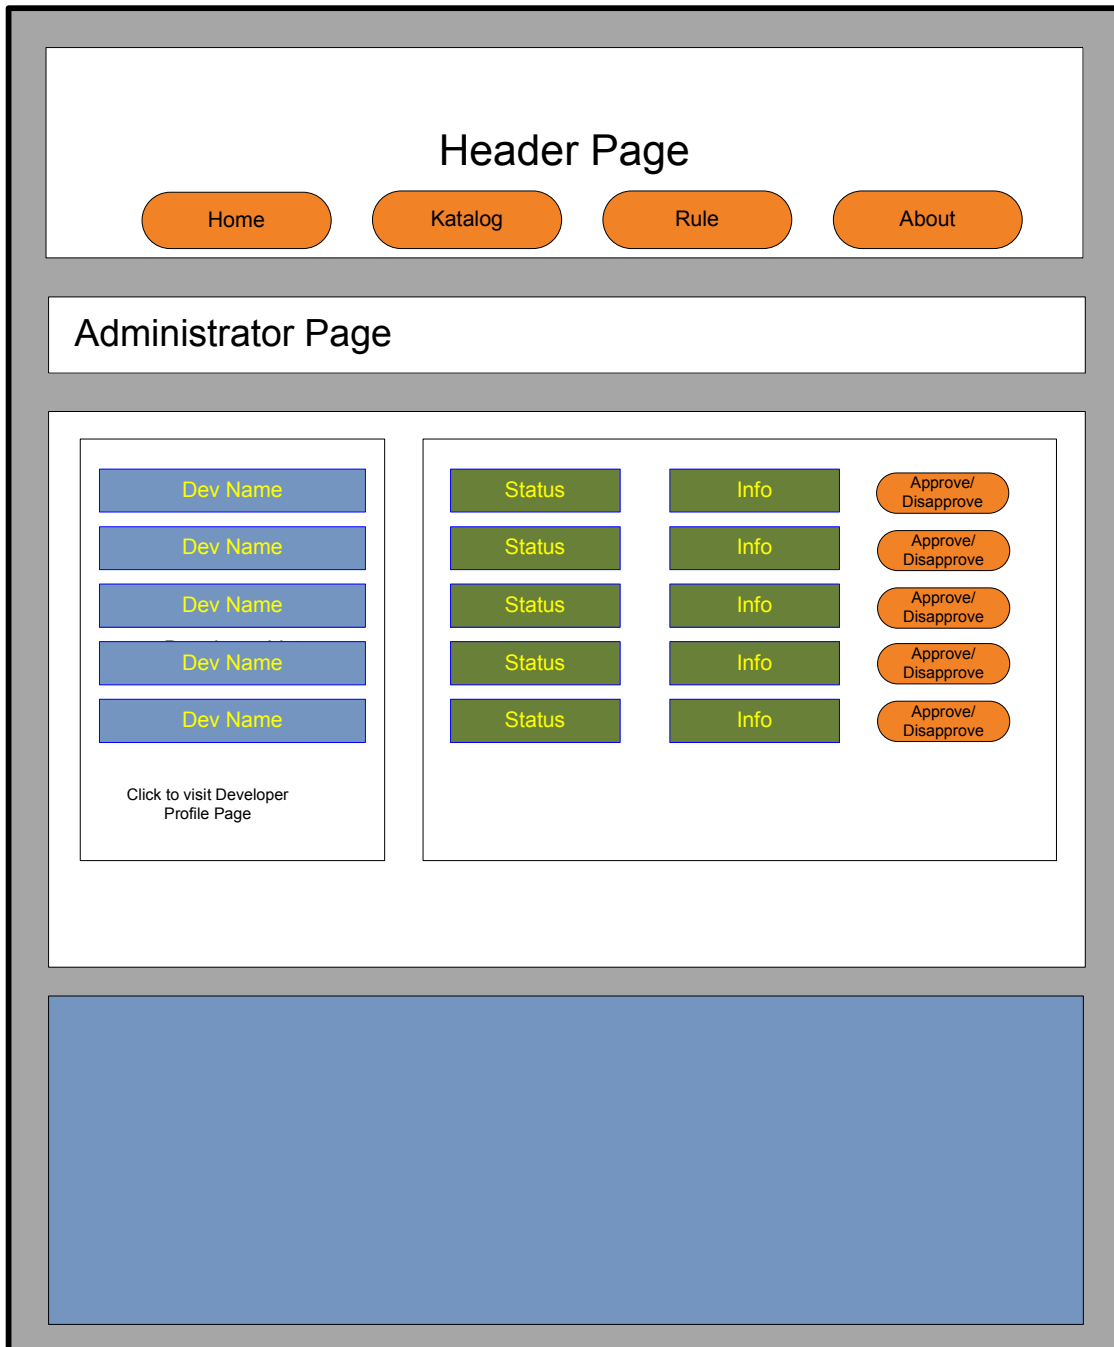 Header Page
Home Katalog Rule About
Administrator Page
Dev Name Status Info Approve/
Disapprove
Dev Name Status Info Approve/
Disapprove
Dev Name Status Info Approve/
Disapprove
Dev Name Status Info Approve/
Disapprove
Dev Name Status Info Approve/
Disapprove
Click to visit Developer
Profile Page